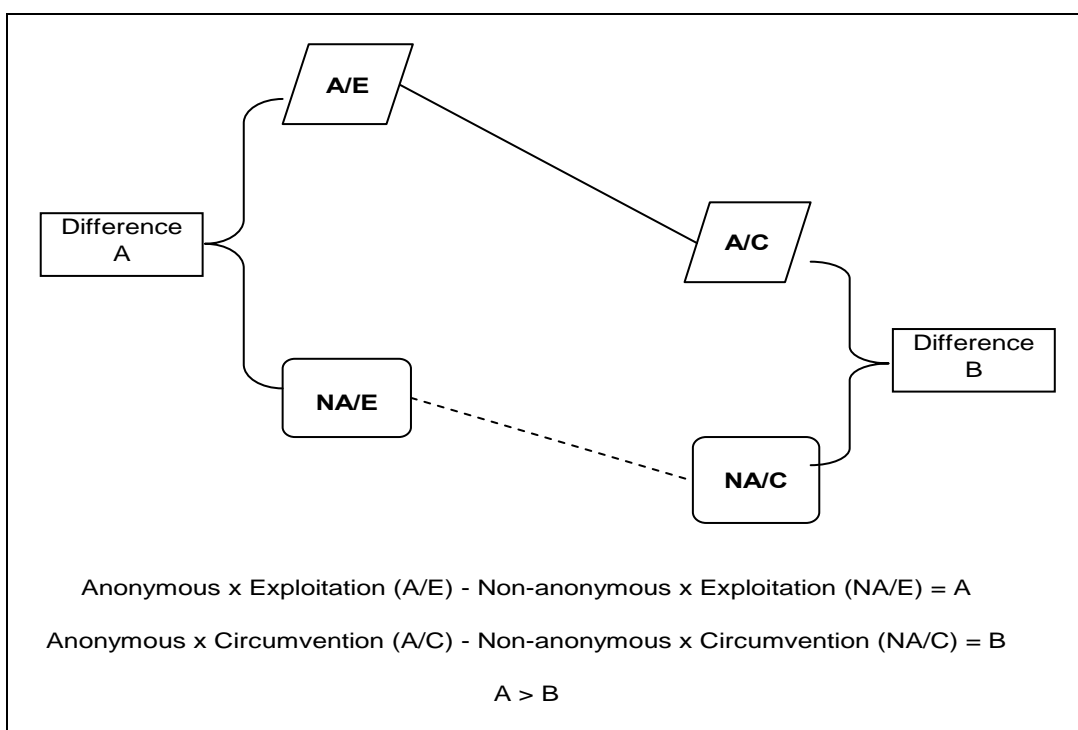 A/E
Difference
A
A/C
NA/E
Difference
B
NA/C
Anonymous x Exploitation (A/E) - Non-anonymous x Exploitation (NA/E) = A
Anonymous x Circumvention (A/C) - Non-anonymous x Circumvention (NA/C) = B
A > B